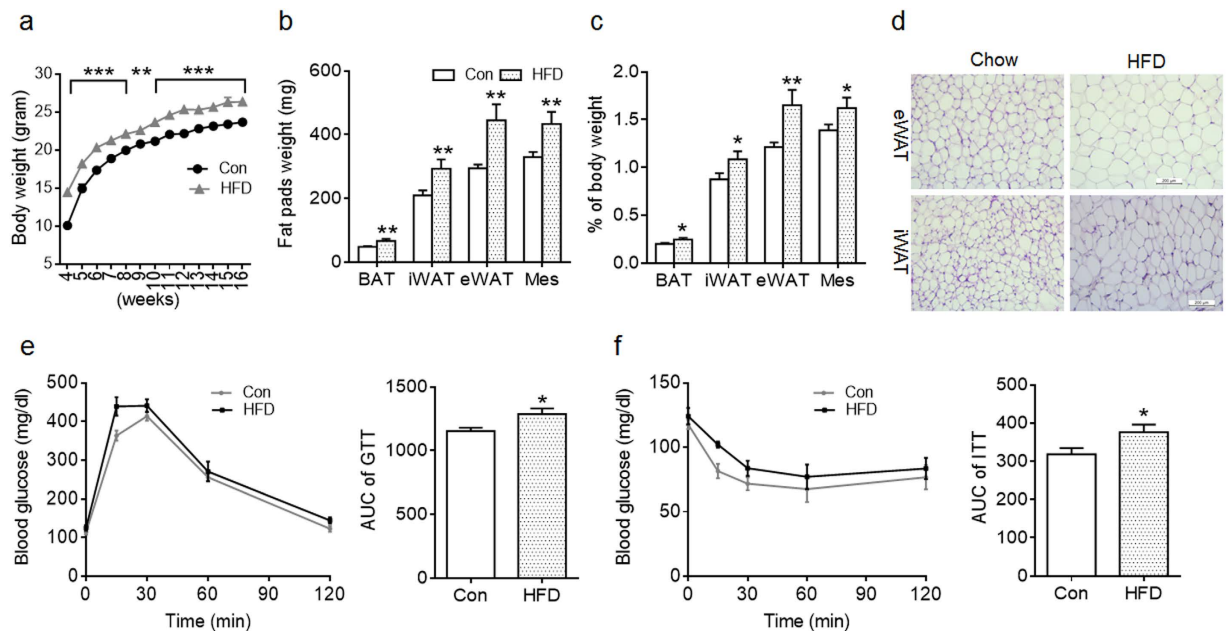 a
*** ** ***
30
25
20
15
10
5
Body weight (gram)
Con
HFD
4 5 6 7 8 9 10 11 12 13 14 15 16
(weeks)
b
Con HFD
600
400
200
0
Fat pads weight (mg)
** ** ** **
BAT iWAT eWAT Mes
c
2.0
1.5
1.0
0.5
0.0
% of body weight
* * ** *
BAT iWAT eWAT Mes
d
Chow HFD
eWAT
iWAT
e
500
400
300
200
100
0
Blood glucose (mg/dl)
Con
HFD
0 30 60 90 120
Time (min)
1500
1000
500
0
AUC of GTT
*
Con HFD
f
150
100
50
0
Blood glucose (mg/dl)
Con
HFD
0 30 60 90 120
Time (min)
400
300
200
100
0
AUC of ITT
*
Con HFD